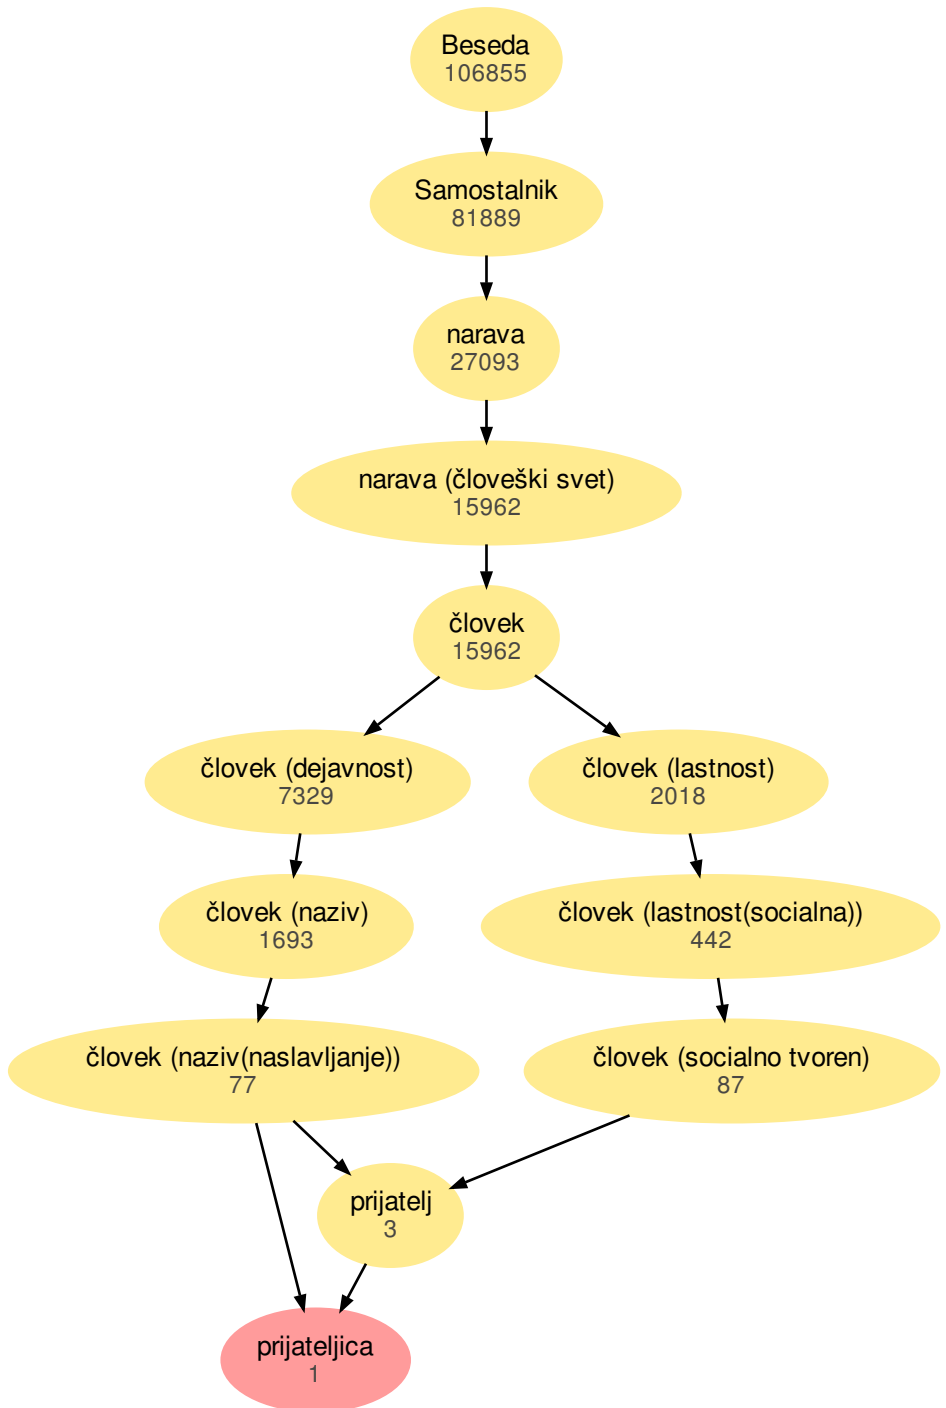 Beseda
106855
Samostalnik
81889
narava
27093
narava (človeški svet)
15962
človek
15962
človek (dejavnost)
7329
človek (lastnost)
2018
človek (naziv)
1693
človek (lastnost(socialna))
442
človek (naziv(naslavljanje))
77
človek (socialno tvoren)
87
prijatelj
3
prijateljica
1